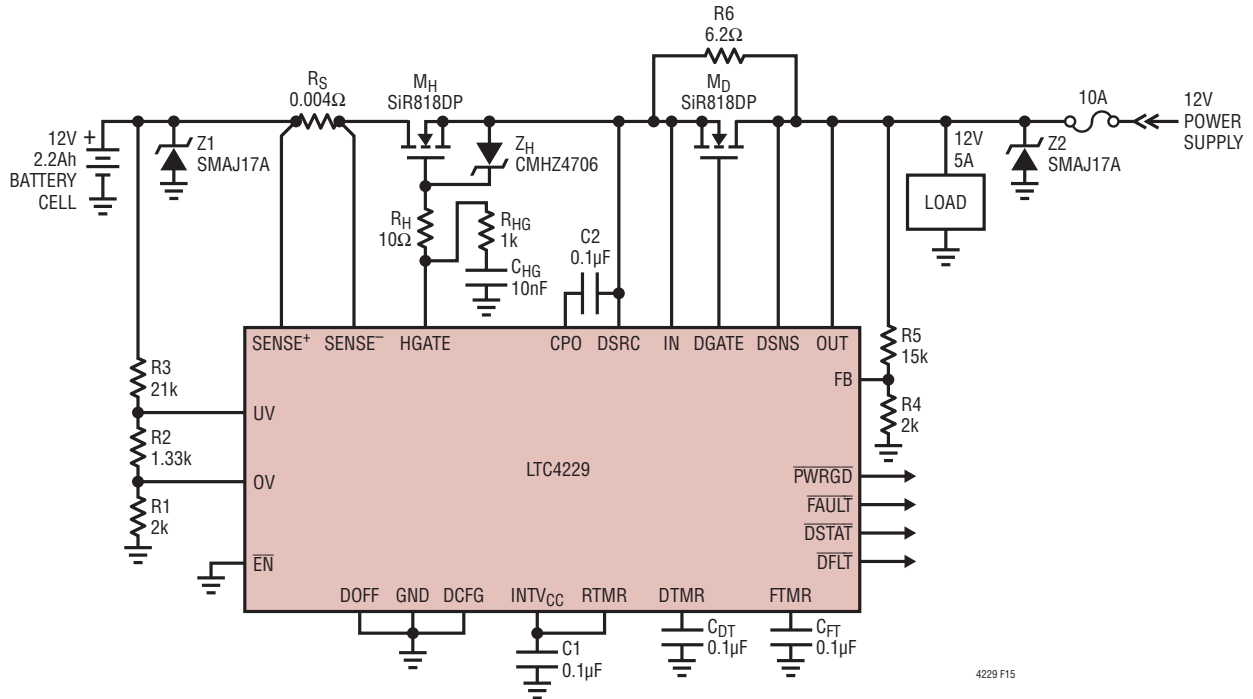 R6
6.2Ω
RS
0.004Ω
MH
SiR818DP
MD
SiR818DP
10A
12V
POWER
SUPPLY
12V
2.2Ah
BATTERY
CELL
+
Z1
SMAJ17A
ZH
CMHZ4706
12V
5A
LOAD
Z2
SMAJ17A
RH
10Ω
RHG
1k
CHG
10nF
C2
0.1µF
SENSE+
SENSE–
HGATE
CPO
DSRC
IN
DGATE
DSNS
OUT
R3
21k
R5
15k
FB
UV
R4
2k
R2
1.33k
LTC4229
OV
PWRGD
R1
2k
FAULT
DSTAT
EN
DFLT
DOFF
GND
DCFG
INTVCC
RTMR
DTMR
FTMR
C1
0.1µF
CDT
0.1µF
CFT
0.1µF
4229 F15